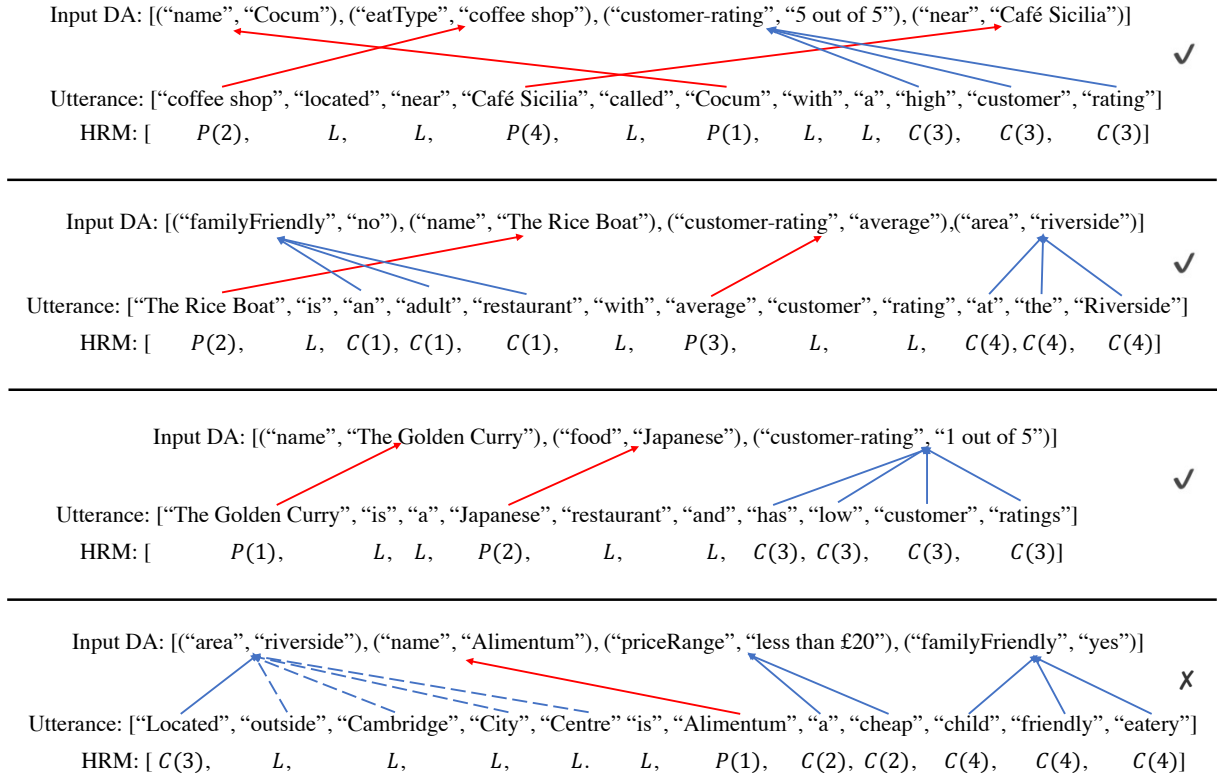 Input DA: [(“name”, “Cocum”), (“eatType”, “coffee shop”), (“customer-rating”, “5 out of 5”), (“near”, “Café Sicilia”)]
✓
Utterance: [“coffee shop”, “located”, “near”, “Café Sicilia”, “called”, “Cocum”, “with”, “a”, “high”, “customer”, “rating”]
HRM: [ P(2), L, L, P(4), L, P(1), L, L, C(3), C(3), C(3)]
Input DA: [(“familyFriendly”, “no”), (“name”, “The Rice Boat”), (“customer-rating”, “average”),(“area”, “riverside”)]
✓
Utterance: [“The Rice Boat”, “is”, “an”, “adult”, “restaurant”, “with”, “average”, “customer”, “rating”, “at”, “the”, “Riverside”]
HRM: [ P(2), L, C(1), C(1), C(1), L, P(3), L, L, C(4), C(4), C(4)]
Input DA: [(“name”, “The Golden Curry”), (“food”, “Japanese”), (“customer-rating”, “1 out of 5”)]
✓
Utterance: [“The Golden Curry”, “is”, “a”, “Japanese”, “restaurant”, “and”, “has”, “low”, “customer”, “ratings”]
HRM: [ P(1), L, L, P(2), L, L, C(3), C(3), C(3), C(3)]
Input DA: [(“area”, “riverside”), (“name”, “Alimentum”), (“priceRange”, “less than £20”), (“familyFriendly”, “yes”)]
✗
Utterance: [“Located”, “outside”, “Cambridge”, “City”, “Centre” “is”, “Alimentum”, “a”, “cheap”, “child”, “friendly”, “eatery”]
HRM: [ C(3), L, L, L, L. L, P(1), C(2), C(2), C(4), C(4), C(4)]